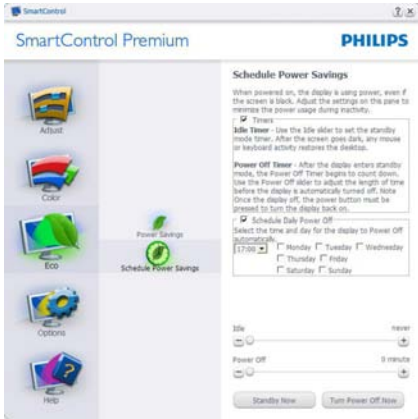 SmartControl
SmartControl Premium
PHILIPS
Adjust
Color
Eco
Options
Help
Power Savings
Schedule Power Savings
Schedule Power Savings
When powered on, the display is using power, even if
the screen is black. Adjust the settings on this pane to
minimize the power usage during inactivity.
Timers
Idle Timer - Use the Idle slider to set the standby
mode timer. After the screen goes dark, any mouse
or keyboard activity restores the desktop.
Power Off Timer - After the display enters standby
mode, the Power Off Timer begins to count down.
Use the Power Off slider to adjust the length of time
before the display is automatically turned off. Note
Once the display off, the power button must be
pressed to turn the display back on.
Schedule Daily Power Off
Select the time and day for the display to Power Off
automatically.
17:00 Monday Tuesday Wednesday
Thursday Friday
Saturday Sunday
Idle never
Power Off 0 minute
Standby Now Turn Power Off Now